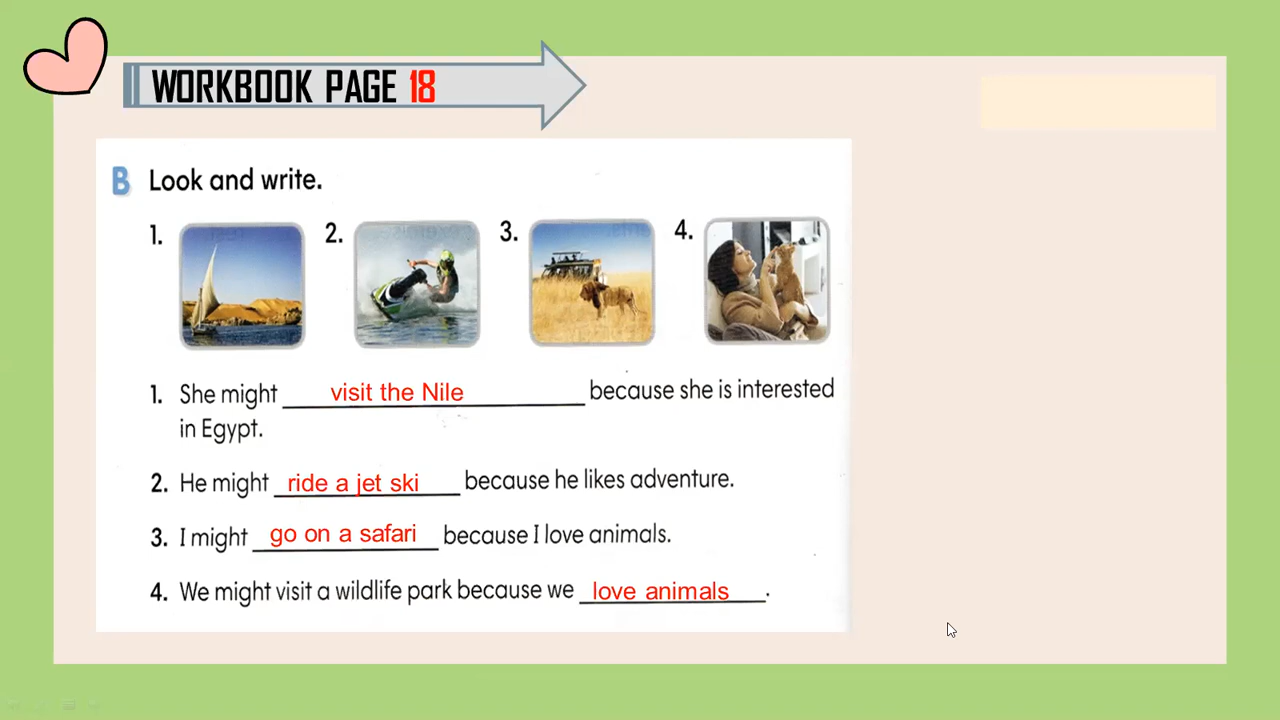 WORKBOOK PAGE 18
B Look and write.
1. 2. 3. 4.
1. She might visit the Nile because she is interested
in Egypt.
2. He might ride a jet ski because he likes adventure.
3. I might go on a safari because I love animals.
4. We might visit a wildlife park because we love animals.